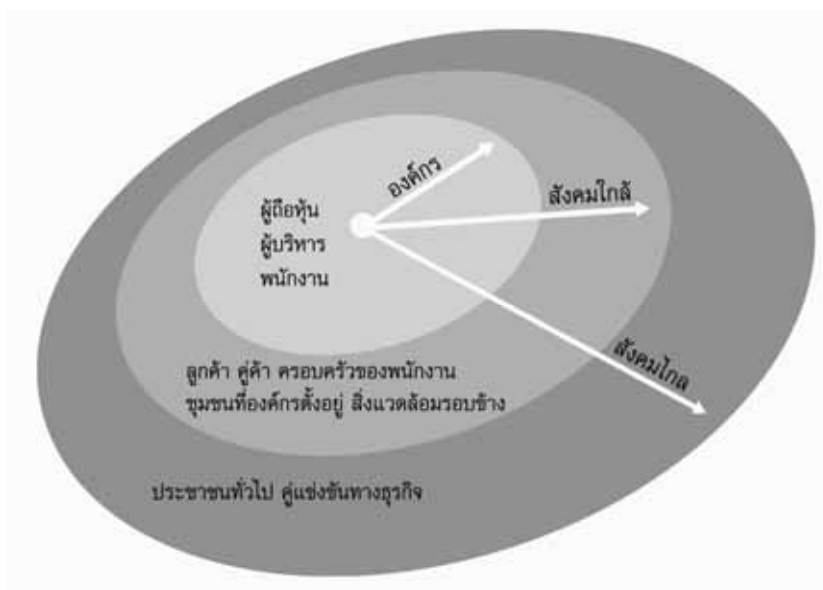 องค์กร
สังคมใกล้
ผู้ถือหุ้น
ผู้บริหาร
พนักงาน
สังคมไกล
ลูกค้า คู่ค้า ครอบครัวของพนักงาน
ชุมชนที่องค์กรตั้งอยู่ สิ่งแวดล้อมรอบข้าง
ประชาชนทั่วไป คู่แข่งขันทางธุรกิจ